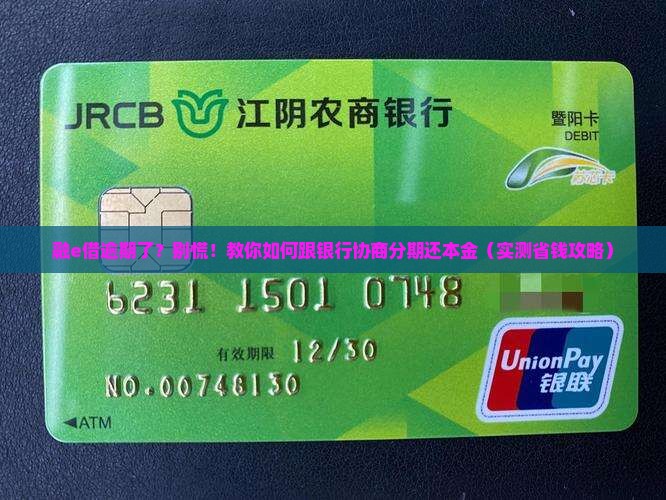 JRCB 江阴农商银行
暨阳卡
DEBIT
融e借逾期了？别慌！教你如何跟银行协商分期还本金（实测省钱攻略）
6231 1501 0748
有效期限 12/30
NO.00746130
UnionPay
银联
◄ATM